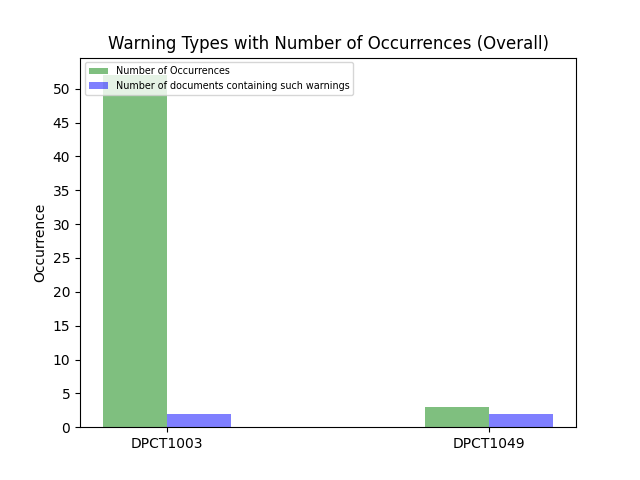 Warning Types with Number of Occurrences (Overall)
Number of Occurrences
Number of documents containing such warnings
50
45
40
35
30
25
20
15
10
5
0
Occurrence
DPCT1003
DPCT1049